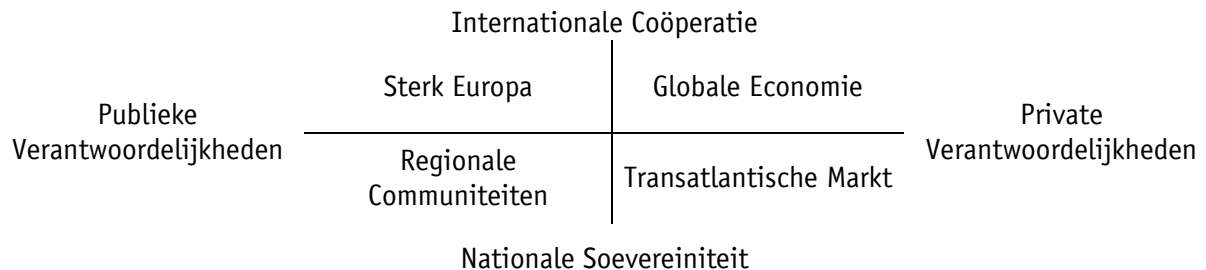 Internationale Coöperatie
Sterk Europa
Globale Economie
Publieke
Verantwoordelijkheden
Private
Verantwoordelijkheden
Regionale
Communiteiten
Transatlantische Markt
Nationale Soevereiniteit